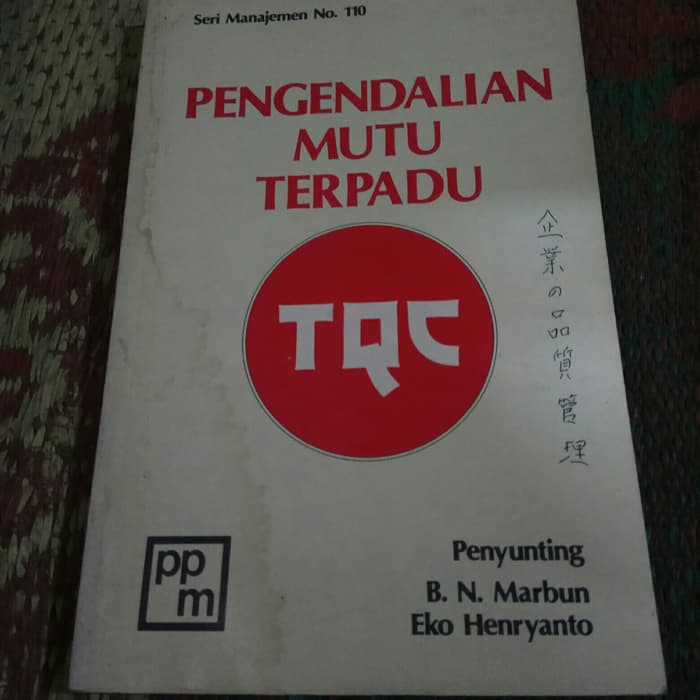 Seri Manajemen No. 110
PENGENDALIAN
MUTU
TERPADU
TQC
企業の品質管理
ppm
Penyunting
B. N. Marbun
Eko Henryanto